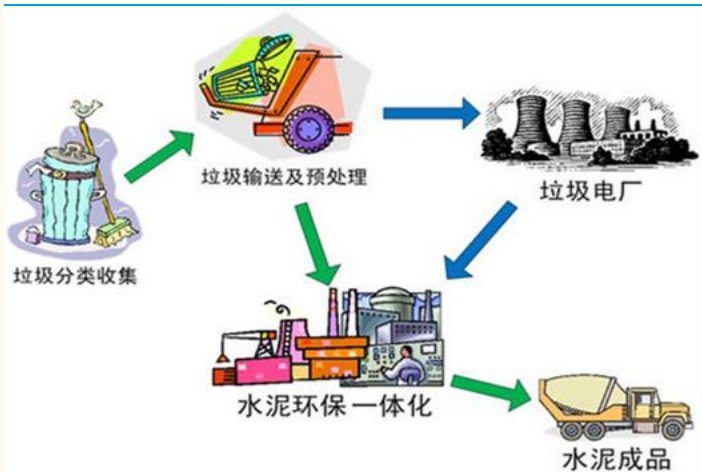 垃圾输送及预处理
垃圾电厂
垃圾分类收集
水泥环保一体化
水泥成品